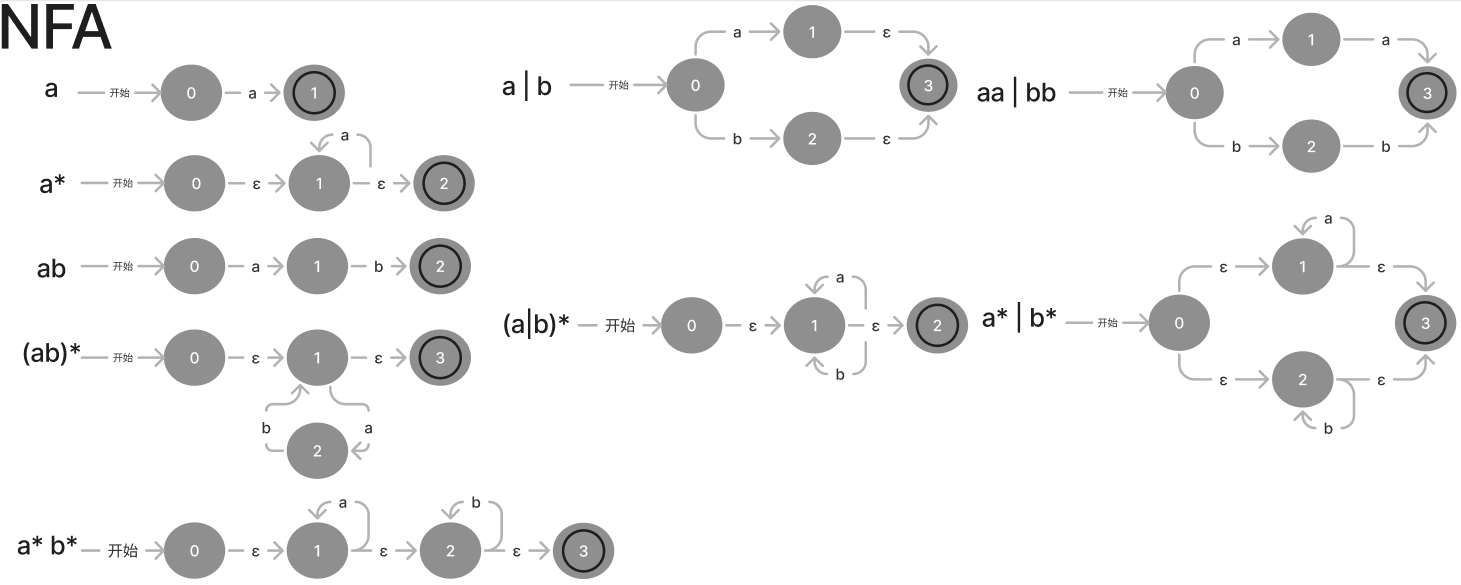 NFA
a 开始 0 a 1
a* 开始 0 ε 1 a ε 2
ab 开始 0 a 1 b 2
(ab)* 开始 0 ε 1 ε 3
b 2 a
a* b* 开始 0 ε 1 a ε 2 b ε 3
a | b 开始 0 a 1 ε 3
b 2 ε
(a|b)* 开始 0 ε 1 a ε 2
b
aa | bb 开始 0 a 1 a 3
b 2 b
a* | b* 开始 0 ε 1 a ε 3
ε 2 ε
b